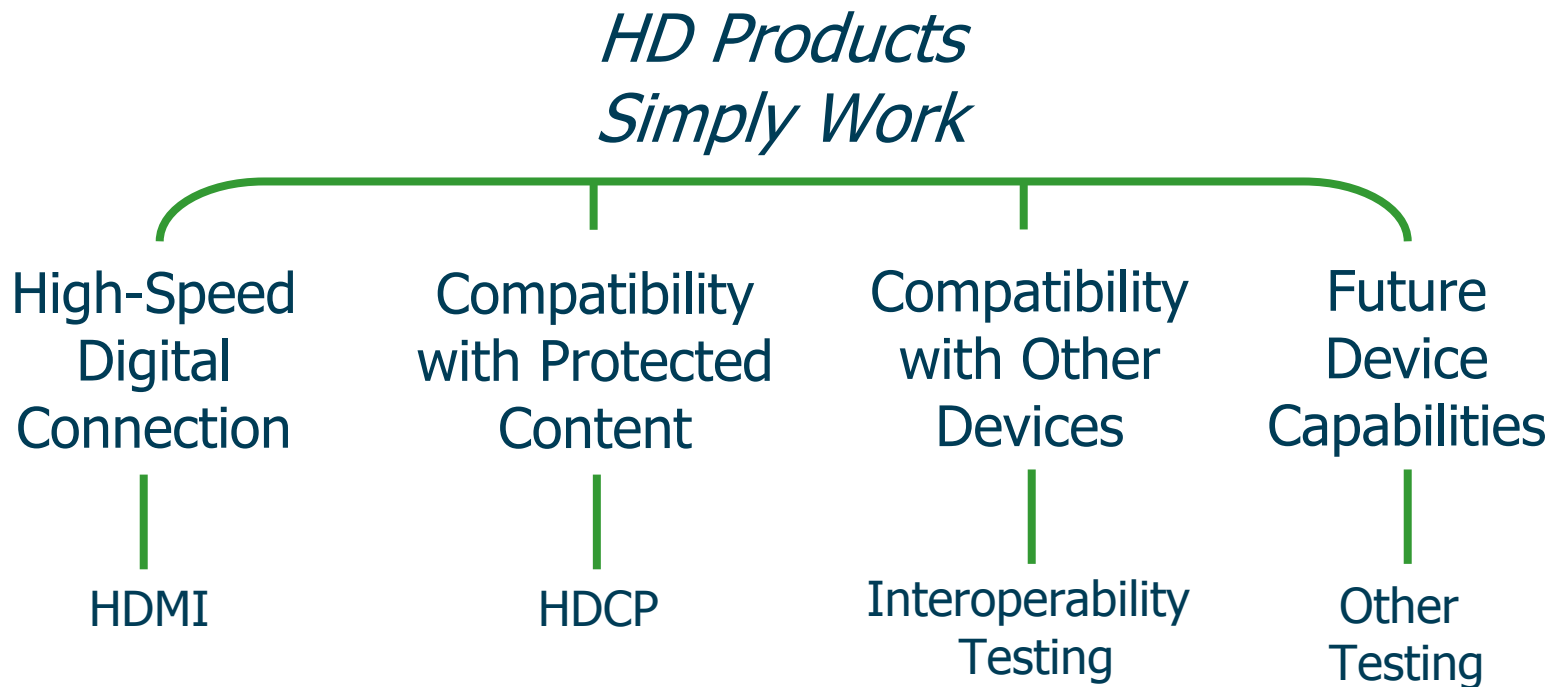 HD Products
Simply Work
High-Speed
Digital
Connection
Compatibility
with Protected
Content
Compatibility
with Other
Devices
Future
Device
Capabilities
HDMI
HDCP
Interoperability
Testing
Other
Testing